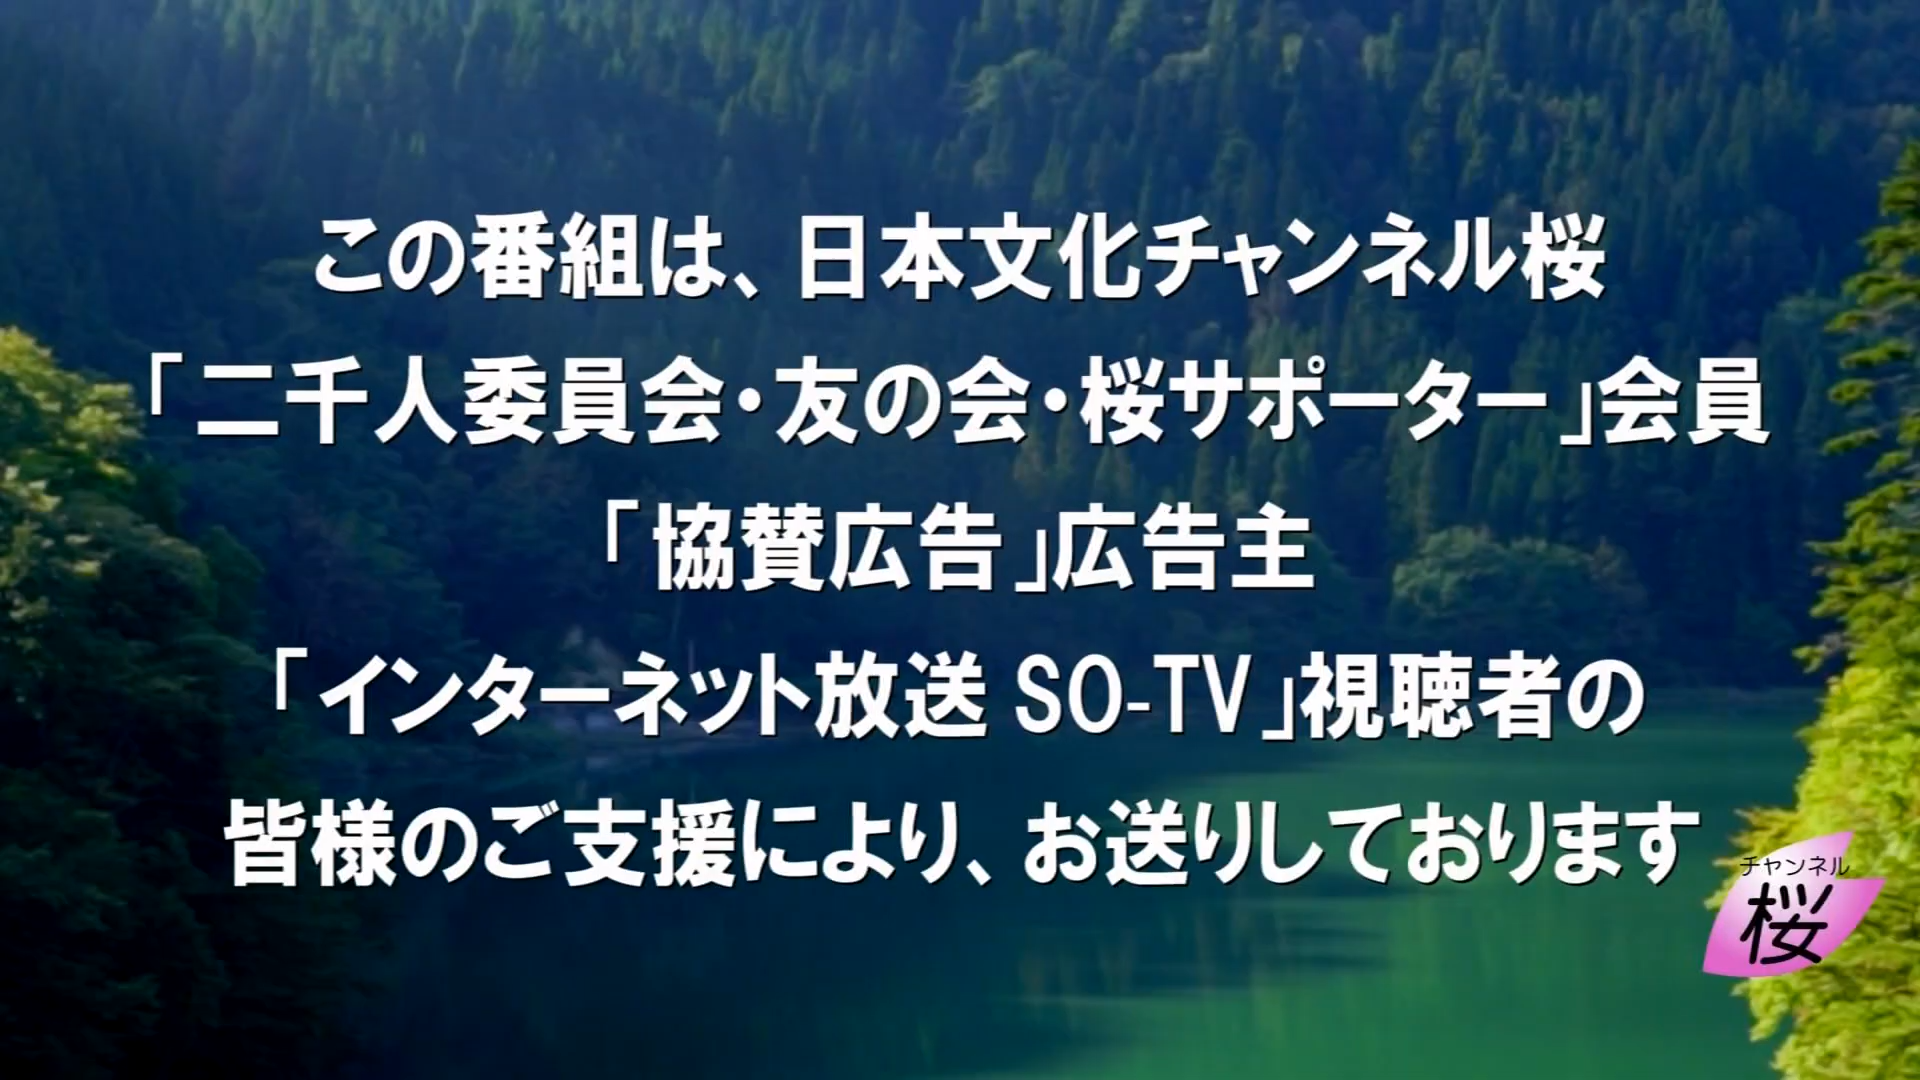 この番組は、日本文化チャンネル桜
「二千人委員会・友の会・桜サポーター」会員
「協賛広告」広告主
「インターネット放送 SO-TV」視聴者の
皆様のご支援により、お送りしております
チャンネル
桜